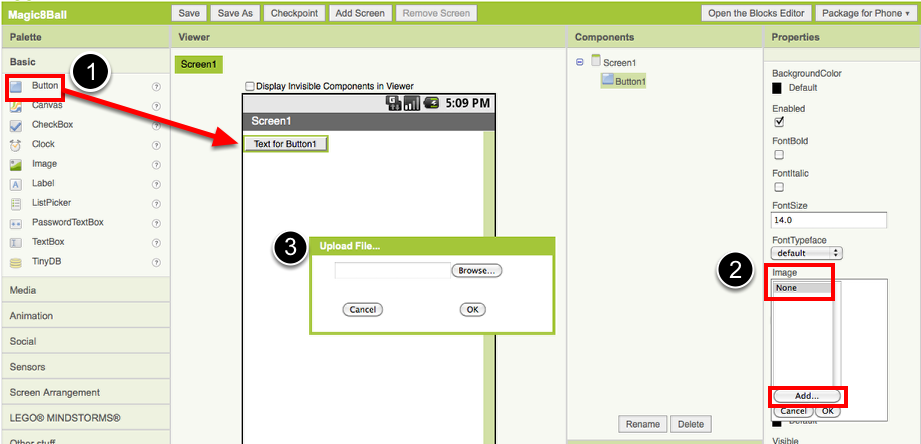 Magic8Ball
Save
Save As
Checkpoint
Add Screen
Remove Screen
Open the Blocks Editor
Package for Phone
Palette
Viewer
Components
Properties
Basic
1
Button
?
Canvas
?
CheckBox
?
Clock
?
Image
?
Label
?
ListPicker
?
PasswordTextBox
?
TextBox
?
TinyDB
?
Media
Animation
Social
Sensors
Screen Arrangement
LEGO® MINDSTORMS®
Other stuff
Screen1
Display Invisible Components in Viewer
5:09 PM
Screen1
Text for Button1
3
Upload File...
Browse...
Cancel
OK
Screen1
Button1
Rename
Delete
BackgroundColor
Default
Enabled
FontBold
FontItalic
FontSize
14.0
FontTypeface
default
2
Image
None
Add...
Cancel
OK
Default
Visible